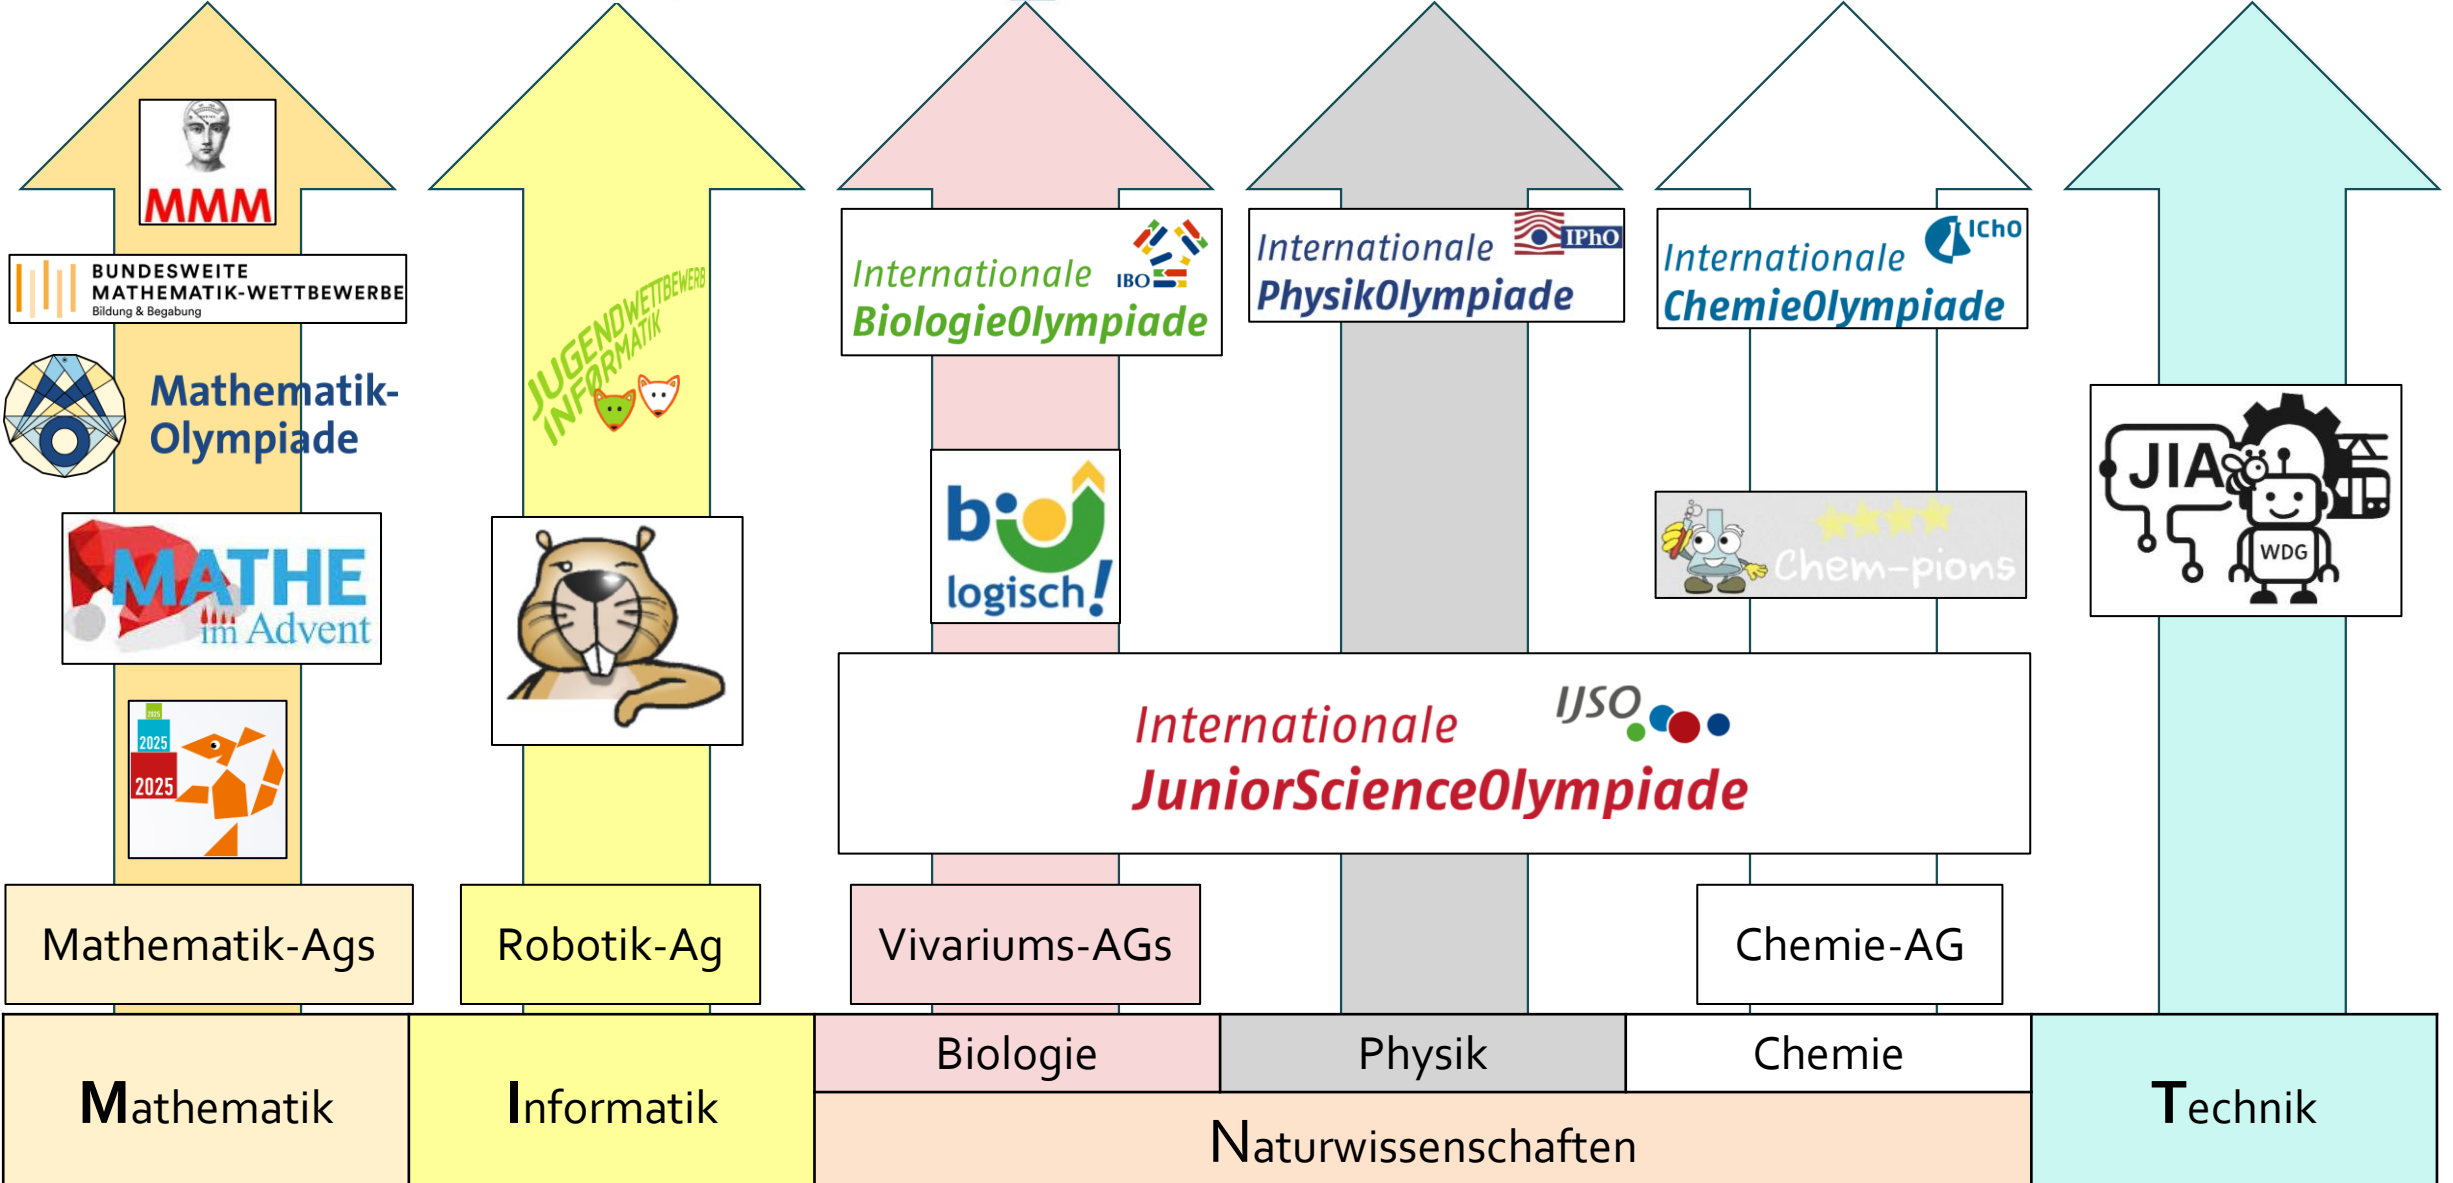 MMM
BUNDESWEITE
MATHEMATIK-WETTBEWERBE
Bildung & Begabung
Mathematik-
Olympiade
MATHE
im Advent
2025
2025
2025
Mathematik-Ags
Mathematik
JUGENDWETTBEWERB
INFORMATIK
Robotik-Ag
Informatik
Internationale
IBO
BiologieOlympiade
bio
logisch!
Internationale
IPhO
PhysikOlympiade
Internationale
IChO
ChemieOlympiade
Chem-pions
Internationale
IJSO
JuniorScienceOlympiade
Vivariums-AGs
Chemie-AG
Biologie
Physik
Chemie
Naturwissenschaften
JIA
WDG
Technik